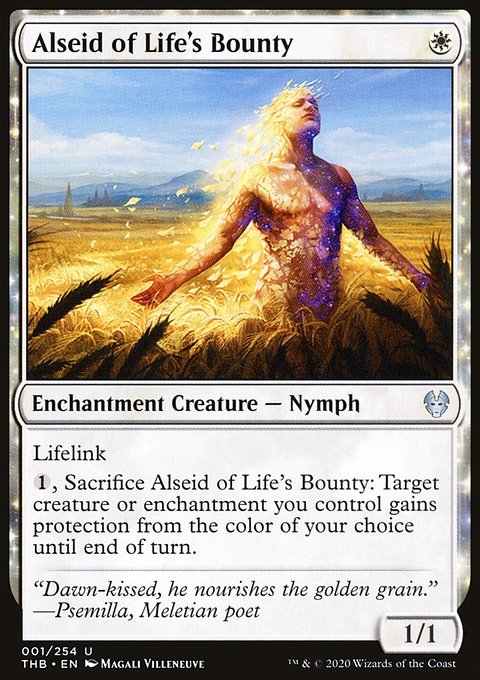 Alseid of Life's Bounty
Enchantment Creature — Nymph
Lifelink
1, Sacrifice Alseid of Life's Bounty: Target
creature or enchantment you control gains
protection from the color of your choice
until end of turn.
"Dawn-kissed, he nourishes the golden grain."
—Psemilla, Meletian poet
1/1
001/254 U
THB • EN Magali Villeneuve
™ & © 2020 Wizards of the Coast